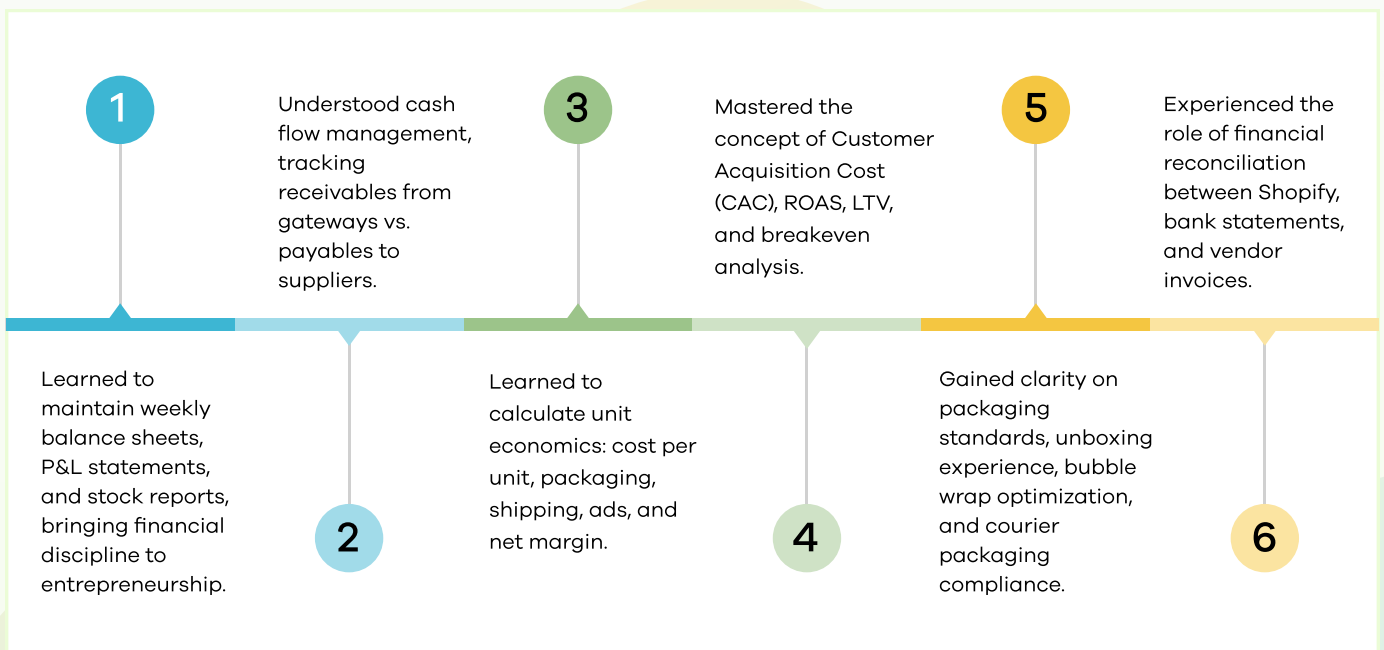 1
Learned to
maintain weekly
balance sheets,
P&L statements,
and stock reports,
bringing financial
discipline to
entrepreneurship.
Understood cash
flow management,
tracking
receivables from
gateways vs.
payables to
suppliers.
2
3
Learned to
calculate unit
economics: cost per
unit, packaging,
shipping, ads, and
net margin.
Mastered the
concept of Customer
Acquisition Cost
(CAC), ROAS, LTV,
and breakeven
analysis.
4
5
Gained clarity on
packaging
standards, unboxing
experience, bubble
wrap optimization,
and courier
packaging
compliance.
Experienced the
role of financial
reconciliation
between Shopify,
bank statements,
and vendor
invoices.
6